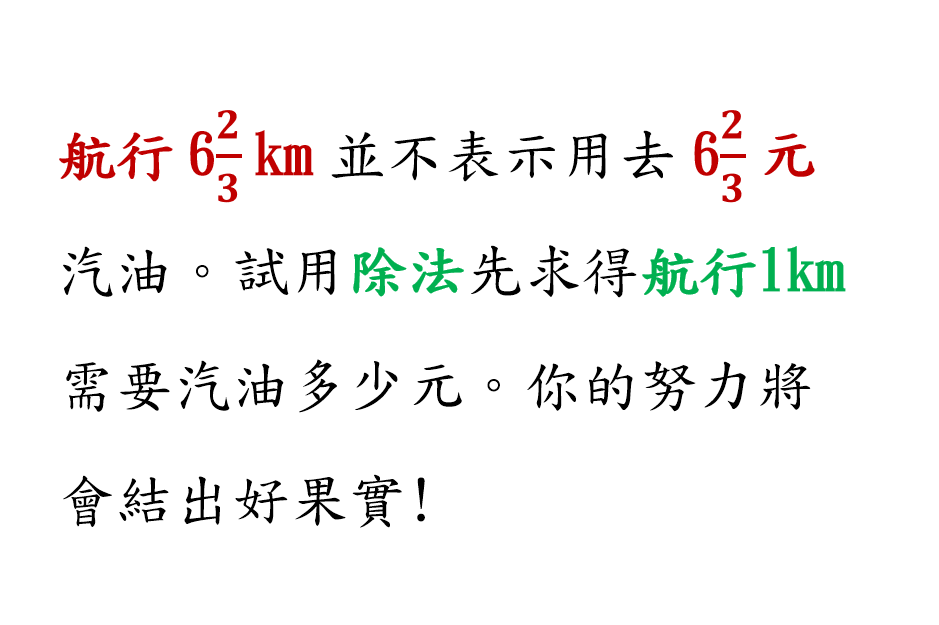 航行 6 2/3 km 並不表示用去 6 2/3 元
汽油。試用除法先求得航行1km
需要汽油多少元。你的努力將
會結出好果實!